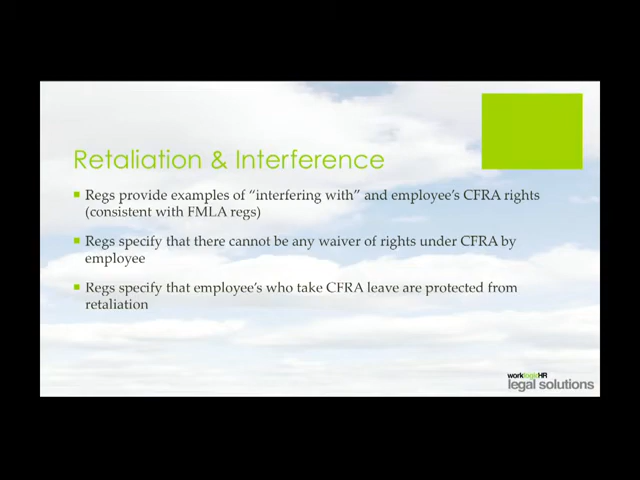 Retaliation & Interference
Regs provide examples of “interfering with” and employee’s CFRA rights
(consistent with FMLA regs)
Regs specify that there cannot be any waiver of rights under CFRA by
employee
Regs specify that employee’s who take CFRA leave are protected from
retaliation
worklogicHR
legal solutions